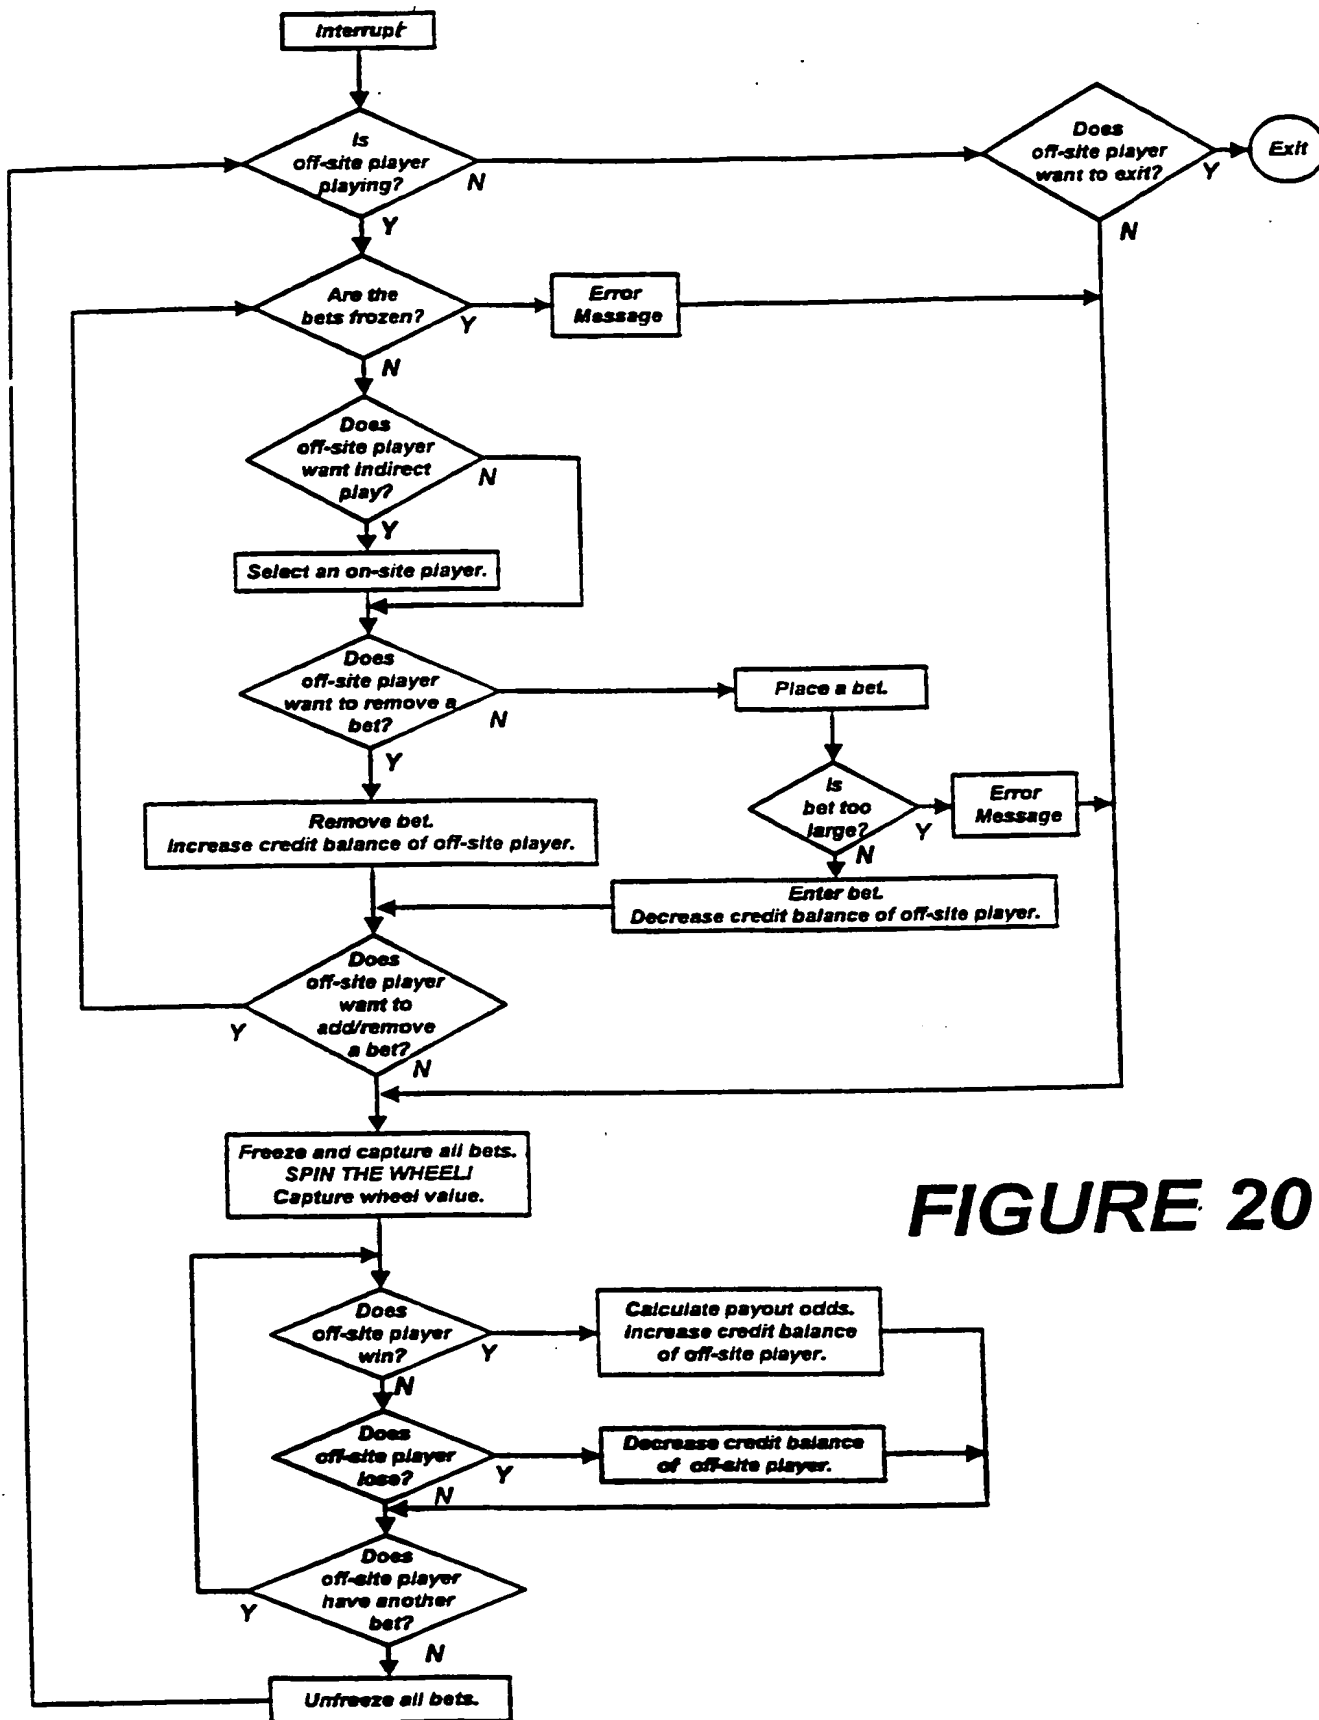 Interrupt
Is
off-site player
playing?
N
Y
Does
off-site player
want to exit?
Y
N
Exit
Are the
bets frozen?
Y
N
Error
Message
Does
off-site player
want indirect
play?
N
Y
Select an on-site player.
Does
off-site player
want to remove a
bet?
N
Y
Place a bet.
Is
bet too
large?
Y
N
Error
Message
Remove bet.
Increase credit balance of off-site player.
Enter bet.
Decrease credit balance of off-site player.
Does
off-site player
want to
add/remove
a bet?
Y
N
Freeze and capture all bets.
SPIN THE WHEEL!
Capture wheel value.
FIGURE 20
Does
off-site player
win?
Y
N
Calculate payout odds.
Increase credit balance
of off-site player.
Does
off-site player
lose?
Y
N
Decrease credit balance
of off-site player.
Does
off-site player
have another
bet?
Y
N
Unfreeze all bets.